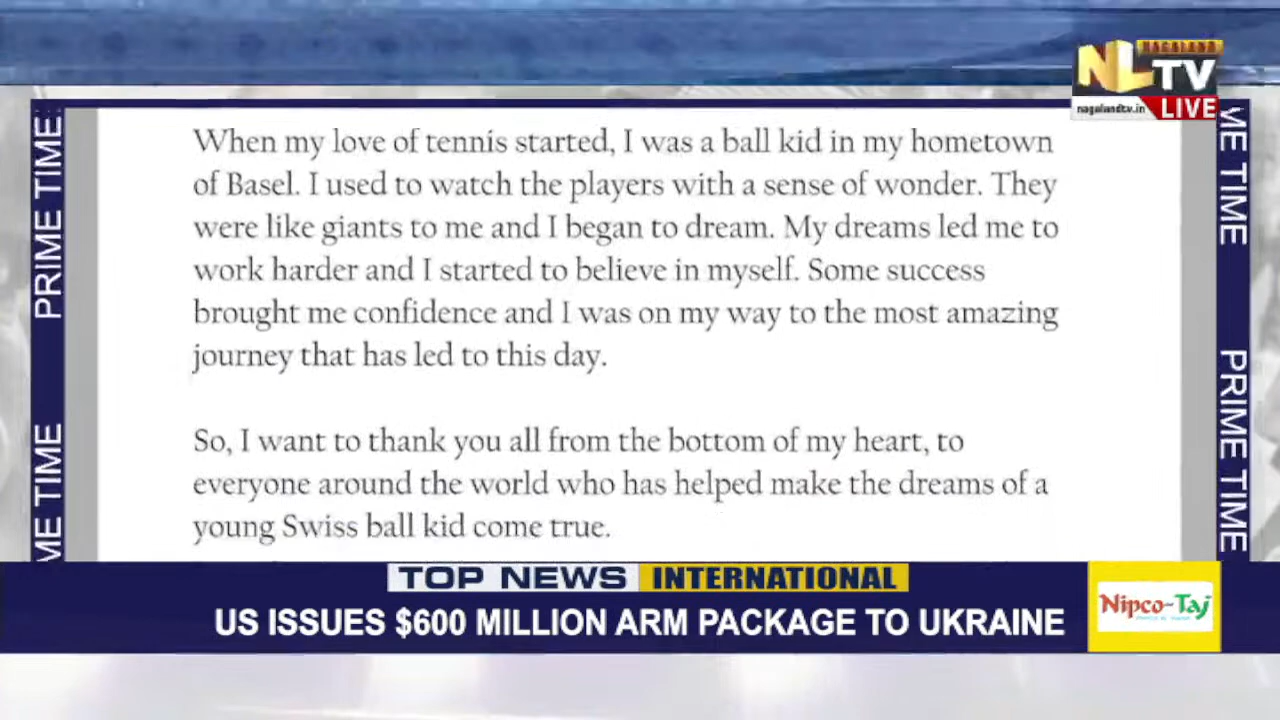 NAGALAND
NLTV
nagalandtv.in
LIVE
PRIME TIME
ME TIME
ME TIME
PRIME TIME
When my love of tennis started, I was a ball kid in my hometown
of Basel. I used to watch the players with a sense of wonder. They
were like giants to me and I began to dream. My dreams led me to
work harder and I started to believe in myself. Some success
brought me confidence and I was on my way to the most amazing
journey that has led to this day.
So, I want to thank you all from the bottom of my heart, to
everyone around the world who has helped make the dreams of a
young Swiss ball kid come true.
TOP NEWS INTERNATIONAL
US ISSUES $600 MILLION ARM PACKAGE TO UKRAINE
Nipco-Taj